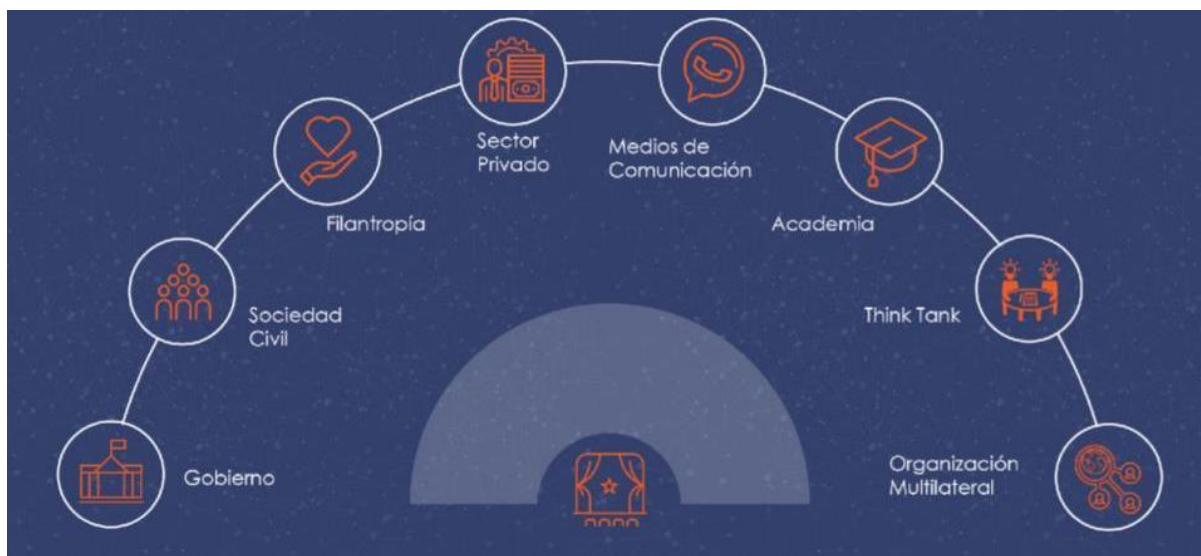 Sector
Privado
Medios de
Comunicación
Filantropía
Academia
Sociedad
Civil
Think Tank
Gobierno
Organización
Multilateral